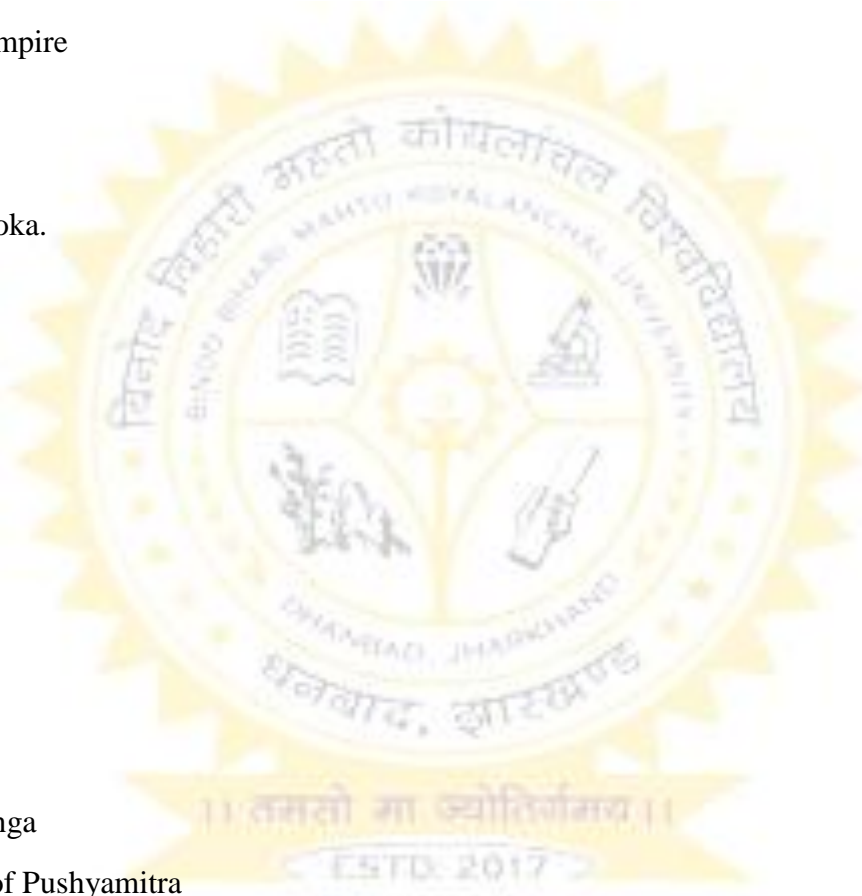 mpire
oka.
विनोद बिहारी महतो कोयलांचल विश्वविद्यालय
BINOD BIHARI MAHTO KOYALANCHAL UNIVERSITY
DHANBAD, JHARKHAND
धनबाद, झारखण्ड
|| तमसो मा ज्योतिर्गमय ||
nga
ESTD. 2017
of Pushyamitra